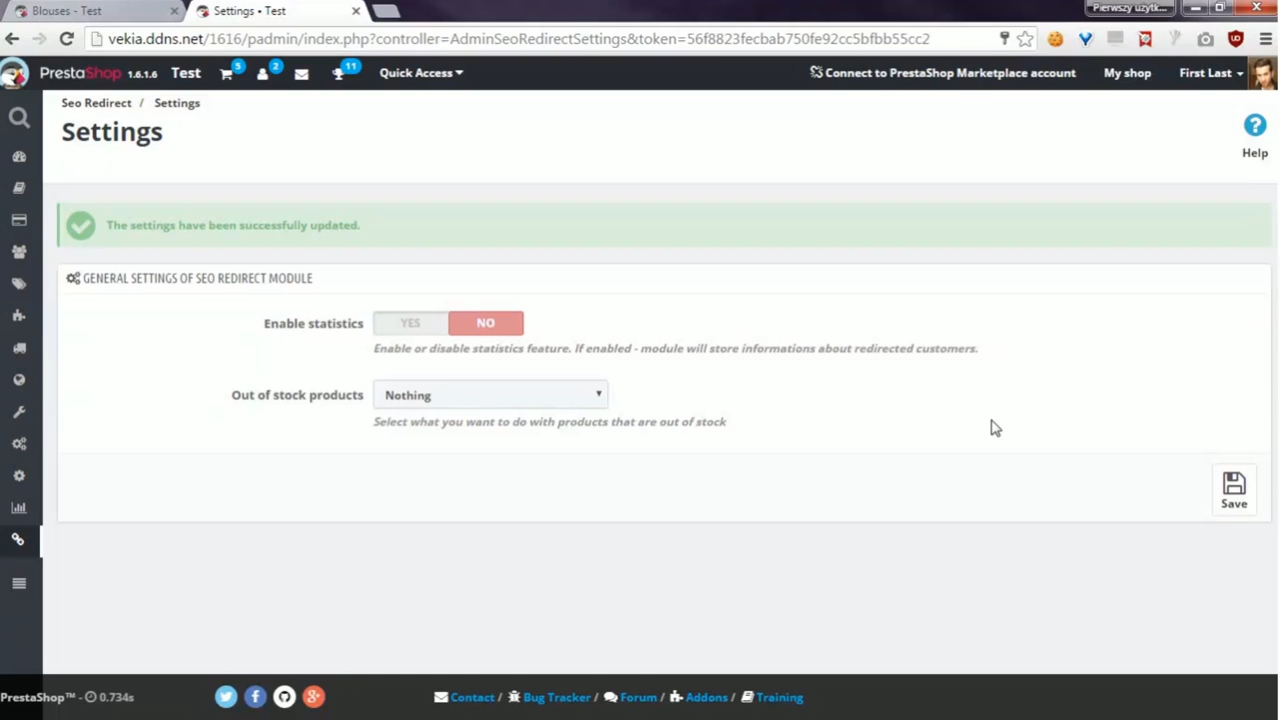 Blouses - Test
Settings • Test
Pierwszy użytk...
vekia.ddns.net/1616/padmin/index.php?controller=AdminSeoRedirectSettings&token=56f8823fecbab750fe92cc5bfbb55cc2
PrestaShop 1.6.1.6 Test 5 2 11 Quick Access Connect to PrestaShop Marketplace account My shop First Last
Seo Redirect / Settings
Settings
Help
The settings have been successfully updated.
GENERAL SETTINGS OF SEO REDIRECT MODULE
Enable statistics YES NO
Enable or disable statistics feature. If enabled - module will store informations about redirected customers.
Out of stock products Nothing
Select what you want to do with products that are out of stock
Save
PrestaShop™ - 0.734s Contact / Bug Tracker / Forum / Addons / Training